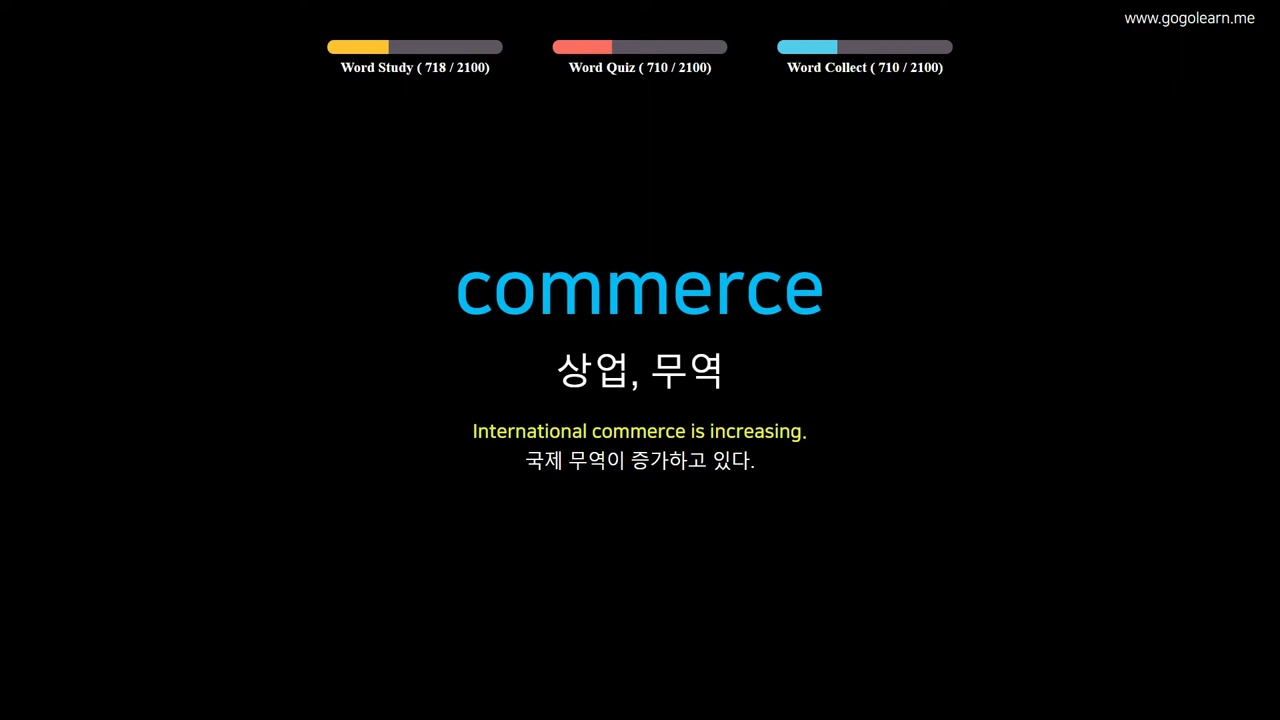 www.gogolearn.me
Word Study ( 718 / 2100)
Word Quiz ( 710 / 2100)
Word Collect ( 710 / 2100)
commerce
상업, 무역
International commerce is increasing.
국제 무역이 증가하고 있다.